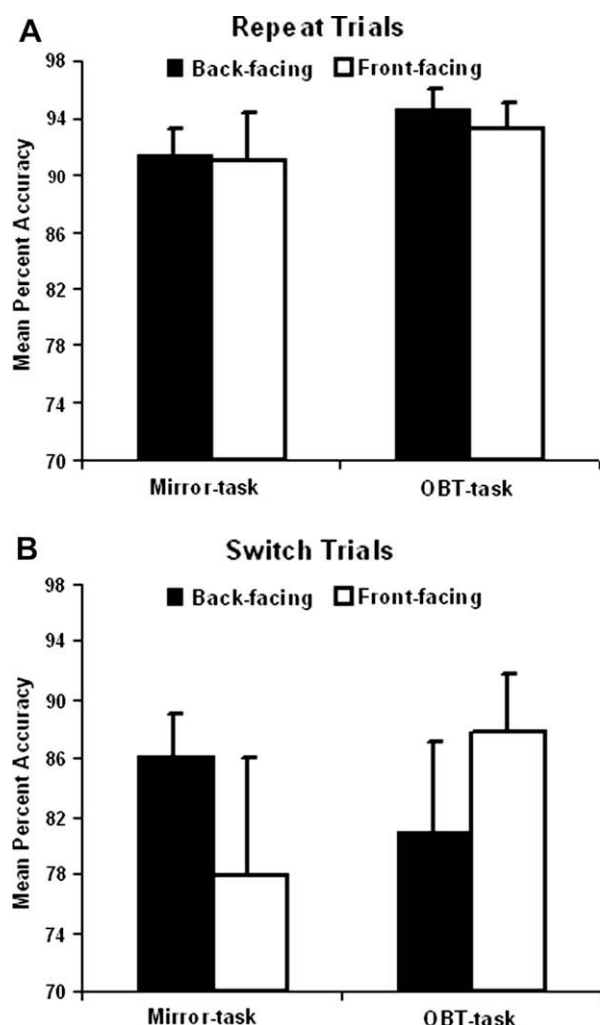 A
Repeat Trials
Back-facing Front-facing
Mean Percent Accuracy
98
94
90
86
82
78
74
70
Mirror-task OBT-task
B
Switch Trials
Back-facing Front-facing
Mean Percent Accuracy
98
94
90
86
82
78
74
70
Mirror-task OBT-task